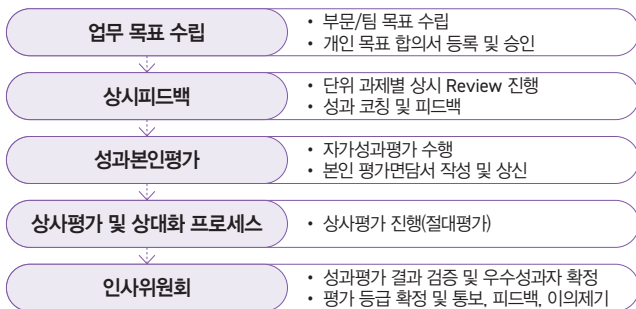 업무 목표 수립
• 부문/팀 목표 수립
• 개인 목표 합의서 등록 및 승인
상시피드백
• 단위 과제별 상시 Review 진행
• 성과 코칭 및 피드백
성과본인평가
• 자가성과평가 수행
• 본인 평가면담서 작성 및 상신
상사평가 및 상대화 프로세스
• 상사평가 진행(절대평가)
인사위원회
• 성과평가 결과 검증 및 우수성과자 확정
• 평가 등급 확정 및 통보, 피드백, 이의제기